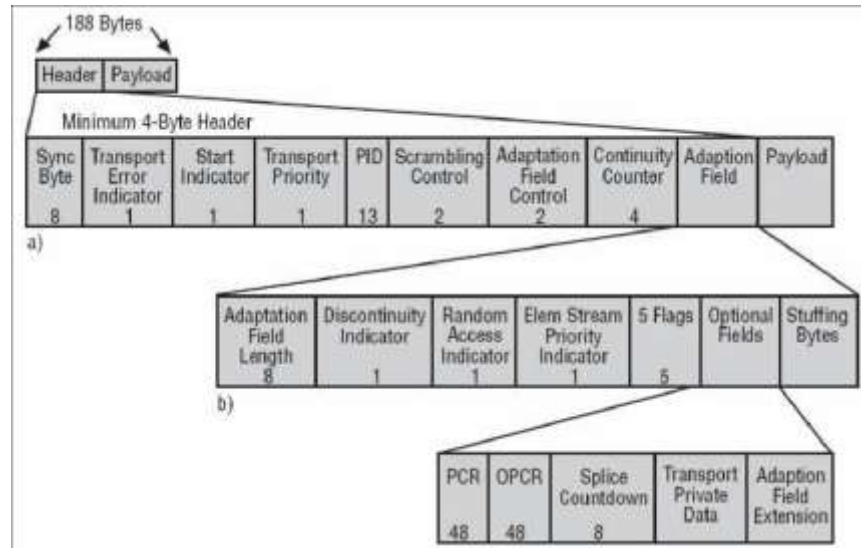 188 Bytes
Header Payload
Minimum 4-Byte Header
Sync Byte 8
Transport Error Indicator 1
Start Indicator 1
Transport Priority 1
PID 13
Scrambling Control 2
Adaptation Field Control 2
Continuity Counter 4
Adaption Field
Payload
a)
Adaptation Field Length 8
Discontinuity Indicator 1
Random Access Indicator 1
Elem Stream Priority Indicator 1
5 Flags 5
Optional Fields
Stuffing Bytes
b)
PCR 48
OPCR 48
Splice Countdown 8
Transport Private Data
Adaption Field Extension